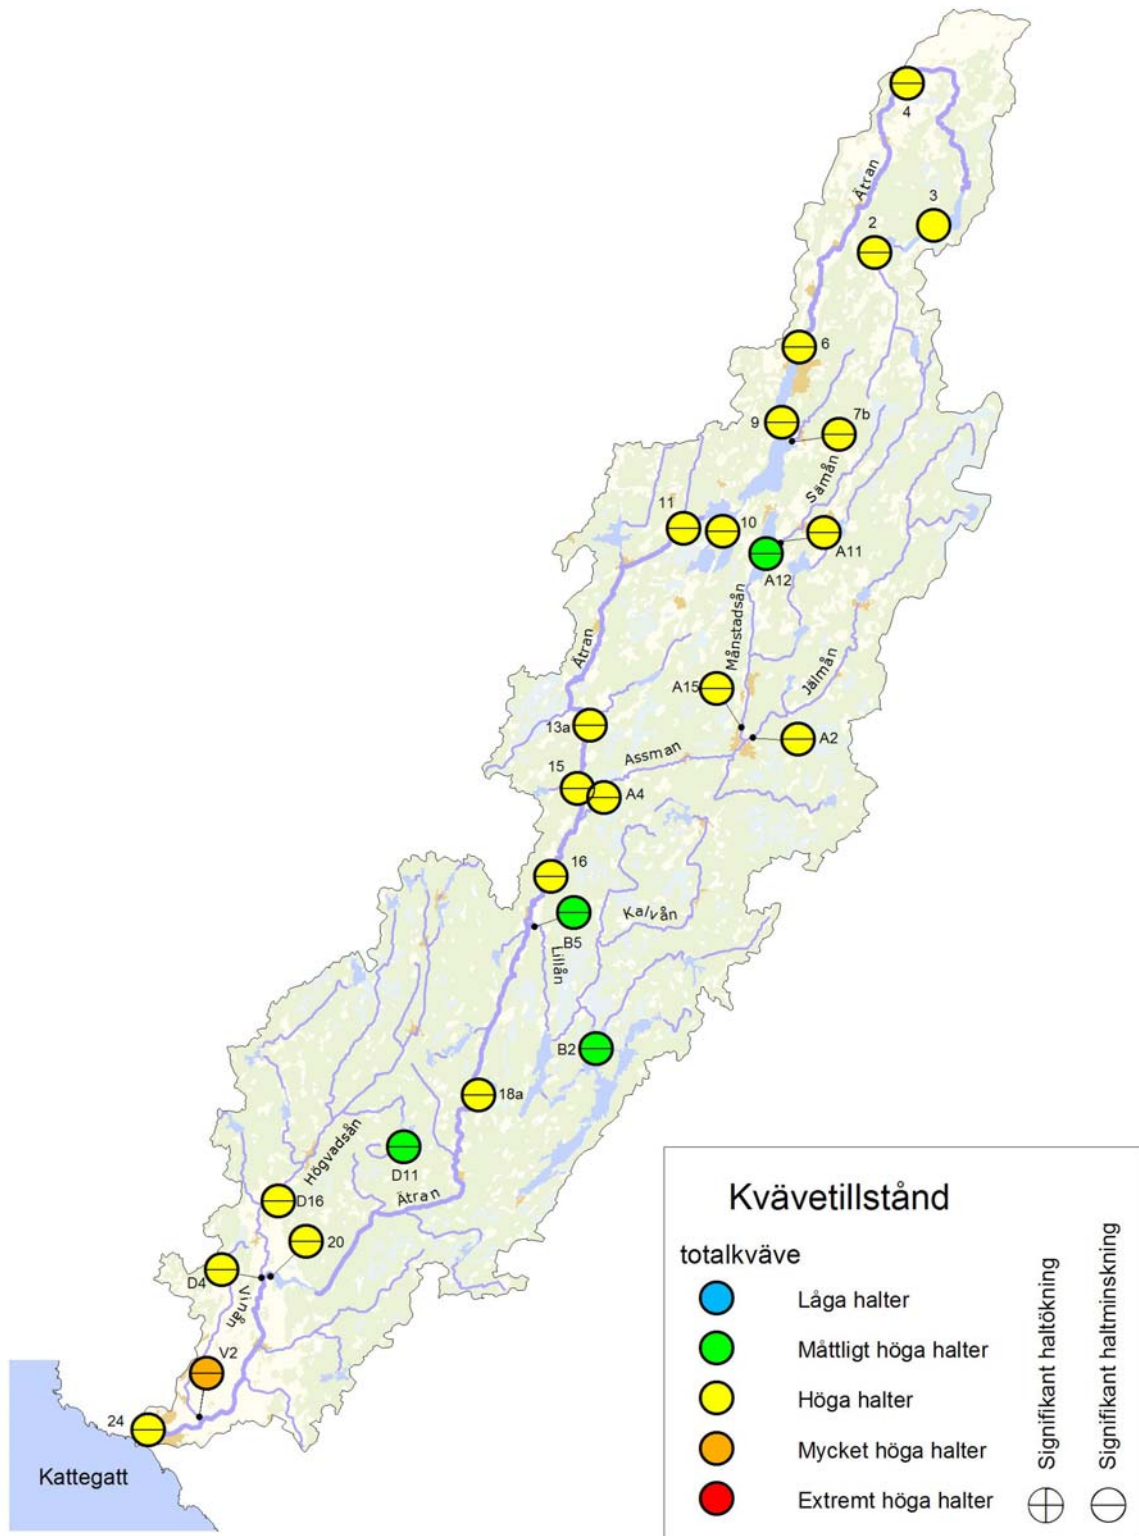 4
Ätran
3
2
6
9
7b
Sämån
11
10
A11
A12
Månstadsån
Ätran
Jälmån
A15
13a
A2
Assman
15
A4
16
Kalvån
B5
Lillån
B2
18a
Högvadsån
D11
Ätran
D16
20
D4
Vinån
V2
24
Kattegatt
Kvävetillstånd
totalkväve
Låga halter
Måttligt höga halter
Höga halter
Mycket höga halter
Extremt höga halter
Signifikant haltökning
Signifikant haltminskning